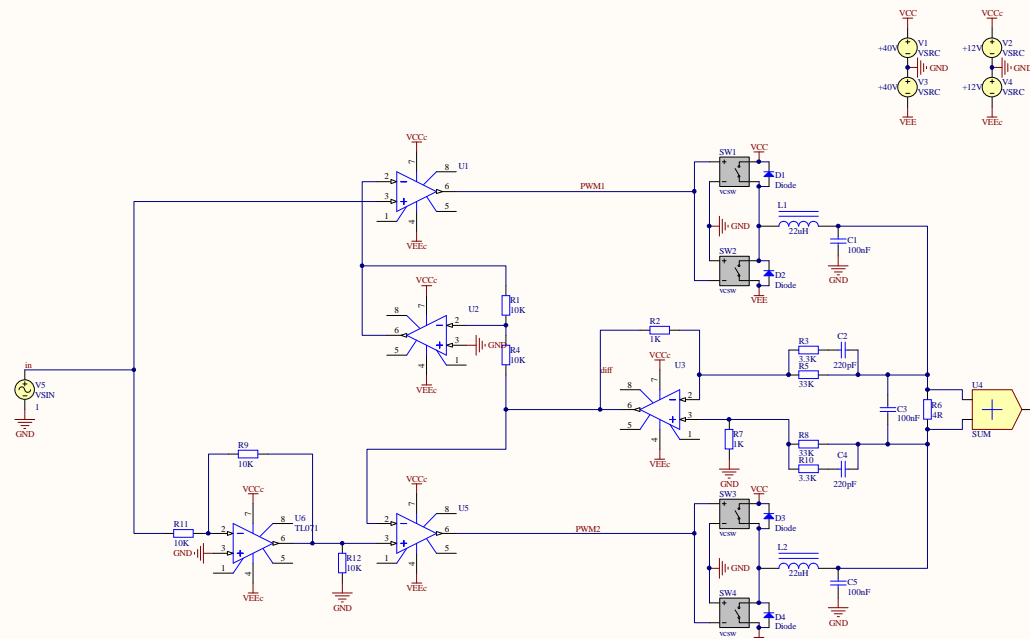 VCC
VCCc
+40V
V1
VSRC
+12V
V2
VSRC
GND
GND
+40V
V3
VSRC
+12V
V4
VSRC
VEE
VEEc
VCCc
7
8
U1
2
6
3
1
4
5
VEEc
PWM1
SW1
VCC
D1
Diode
vcsw
GND
L1
22uH
C1
100nF
GND
SW2
D2
Diode
vcsw
VEE
VCCc
7
8
U2
2
6
3
GND
5
4
1
VEEc
R1
10K
R4
10K
R2
1K
VCCc
U3
7
diff
8
2
6
3
5
4
1
VEEc
R7
1K
GND
R3
3.3K
C2
220pF
R5
33K
C3
100nF
R6
4R
U4
SUM
R8
33K
R10
3.3K
C4
220pF
in
V5
VSIN
1
GND
R9
10K
VCCc
7
U6
TL071
8
R11
10K
2
6
GND
3
1
4
5
VEEc
R12
10K
GND
VCCc
7
8
U5
2
6
3
1
4
5
VEEc
PWM2
SW3
VCC
D3
Diode
vcsw
GND
L2
22uH
C5
100nF
GND
SW4
D4
Diode
vcsw